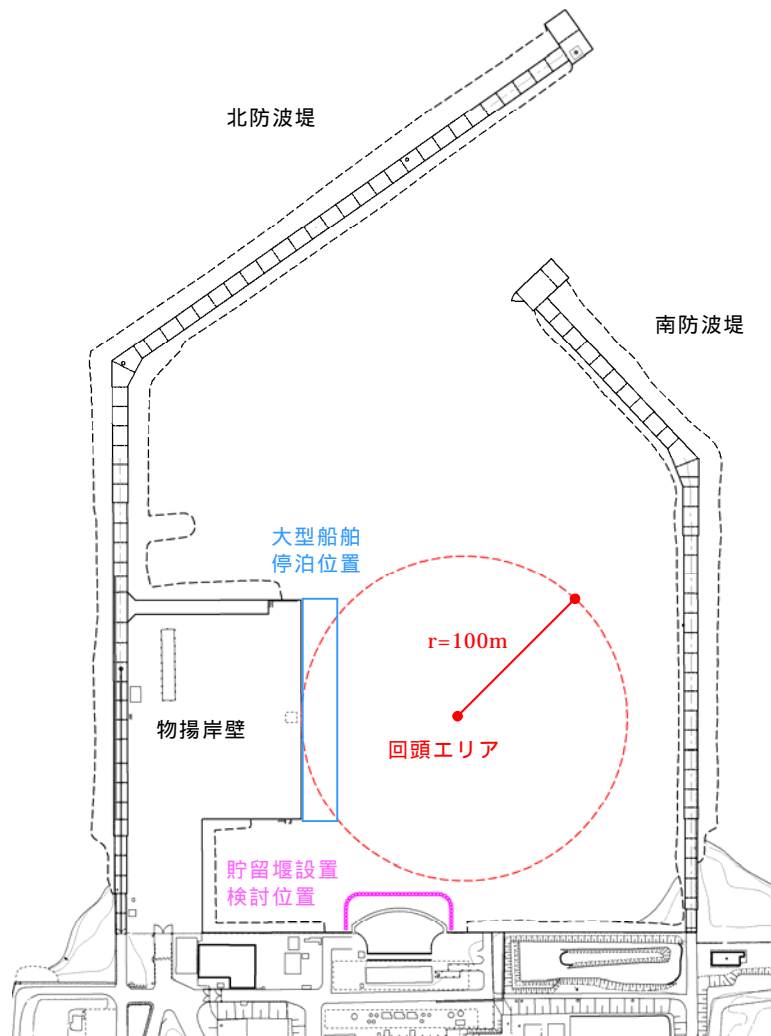 北防波堤
南防波堤
大型船舶
停泊位置
r=100m
物揚岸壁
回頭エリア
貯留堰設置
検討位置